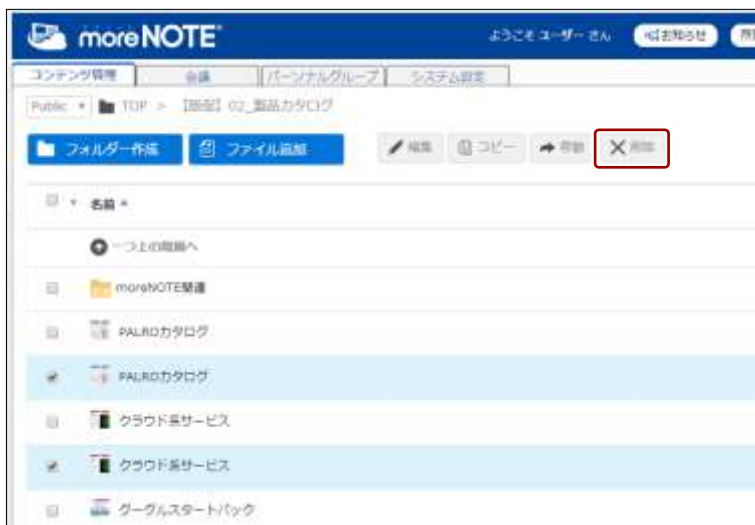 moreNOTE
ようこそ ユーザー さん お知らせ
コンテンツ管理 会議 パーソナルグループ システム設定
Public TOP > 02_製品カタログ
フォルダー作成 ファイル追加 編集 コピー 移動 削除
名前
一つ上の階層へ
moreNOTE関連
PALROカタログ
PALROカタログ
クラウド系サービス
クラウド系サービス
グーグルスタートパック